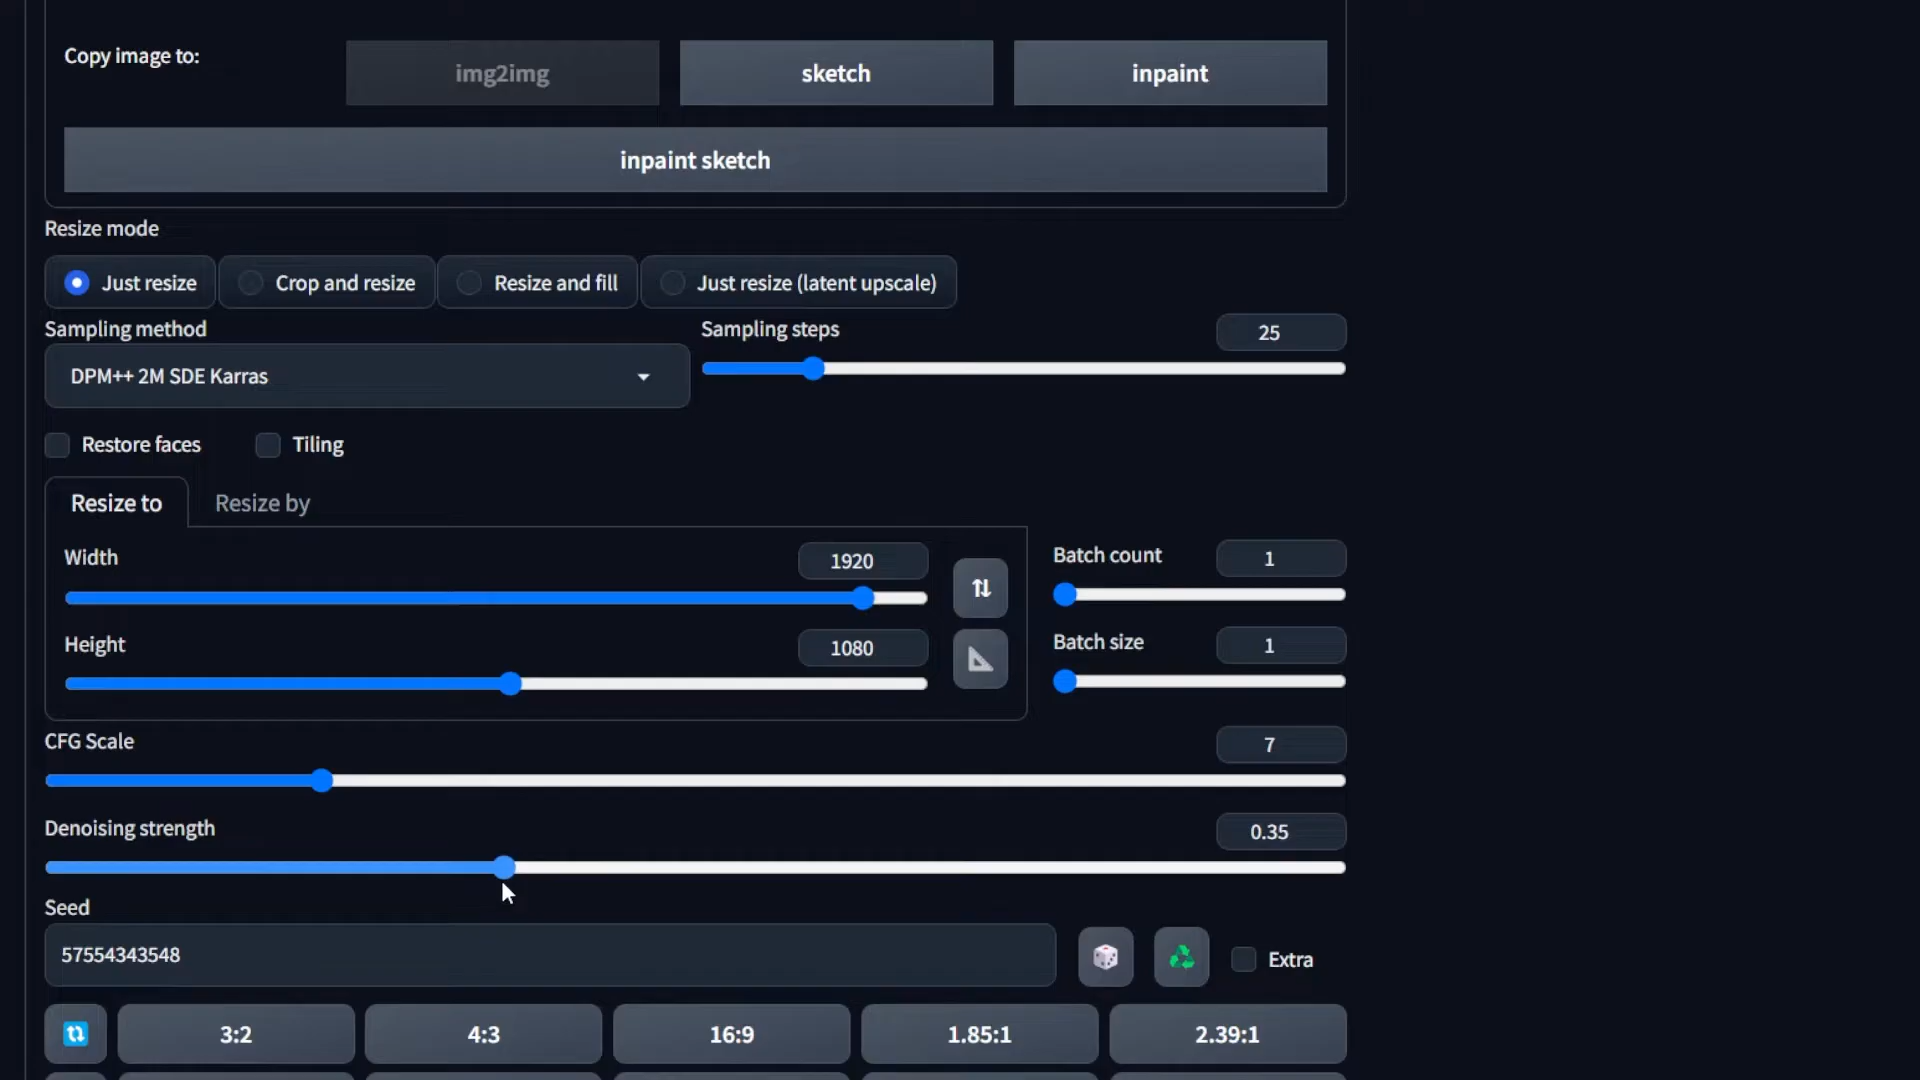 Copy image to:
img2img
sketch
inpaint
inpaint sketch
Resize mode
Just resize
Crop and resize
Resize and fill
Just resize (latent upscale)
Sampling method
Sampling steps
25
DPM++ 2M SDE Karras
Restore faces
Tiling
Resize to
Resize by
Width
1920
Height
1080
Batch count
1
Batch size
1
CFG Scale
7
Denoising strength
0.35
Seed
57554343548
Extra
3:2
4:3
16:9
1.85:1
2.39:1